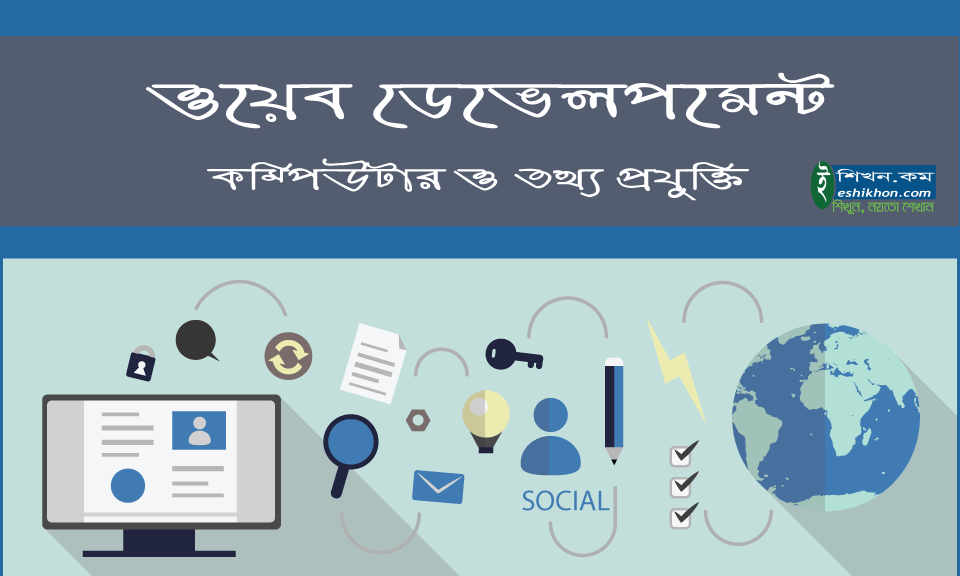 ওয়েব ডেভেলপমেন্ট
কম্পিউটার ও তথ্য প্রযুক্তি
ই শিখন.কম
eshikhon.com
শিখুন, নয়তো শেখান
SOCIAL